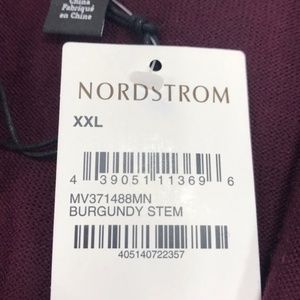 China
Fabriqué
en Chine
NORDSTROM
XXL
4 39051 11369 6
MV371488MN
BURGUNDY STEM
405140722357